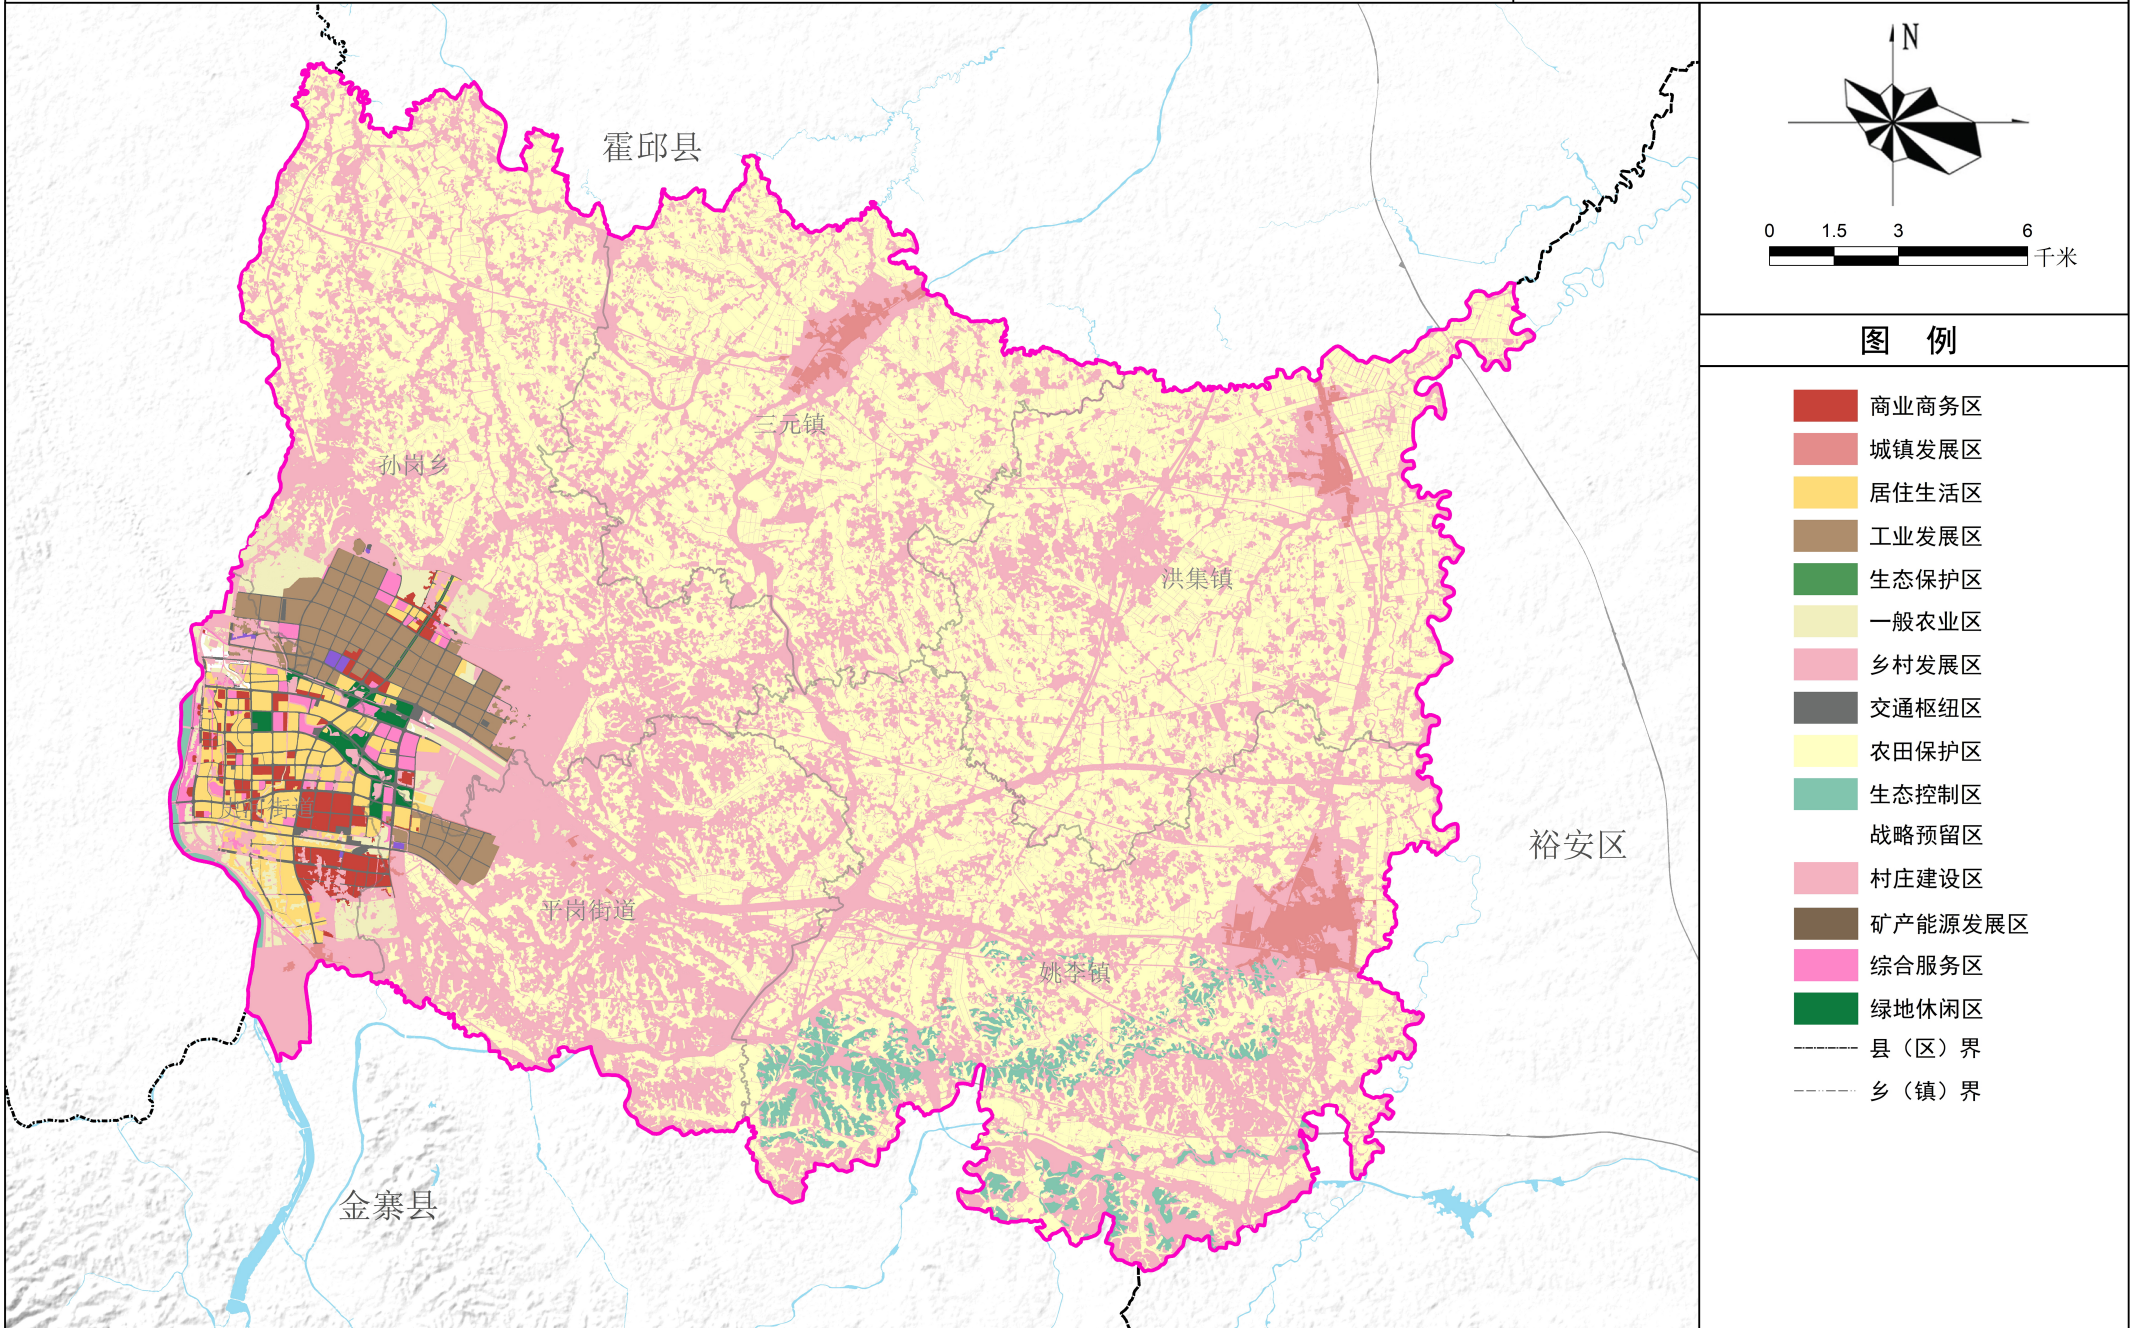 霍邱县
三元镇
孙岗乡
洪集镇
裕安区
平岗街道
姚李镇
金寨县
N
0 1.5 3 6
千米
图 例
商业商务区
城镇发展区
居住生活区
工业发展区
生态保护区
一般农业区
乡村发展区
交通枢纽区
农田保护区
生态控制区
战略预留区
村庄建设区
矿产能源发展区
综合服务区
绿地休闲区
县（区）界
乡（镇）界